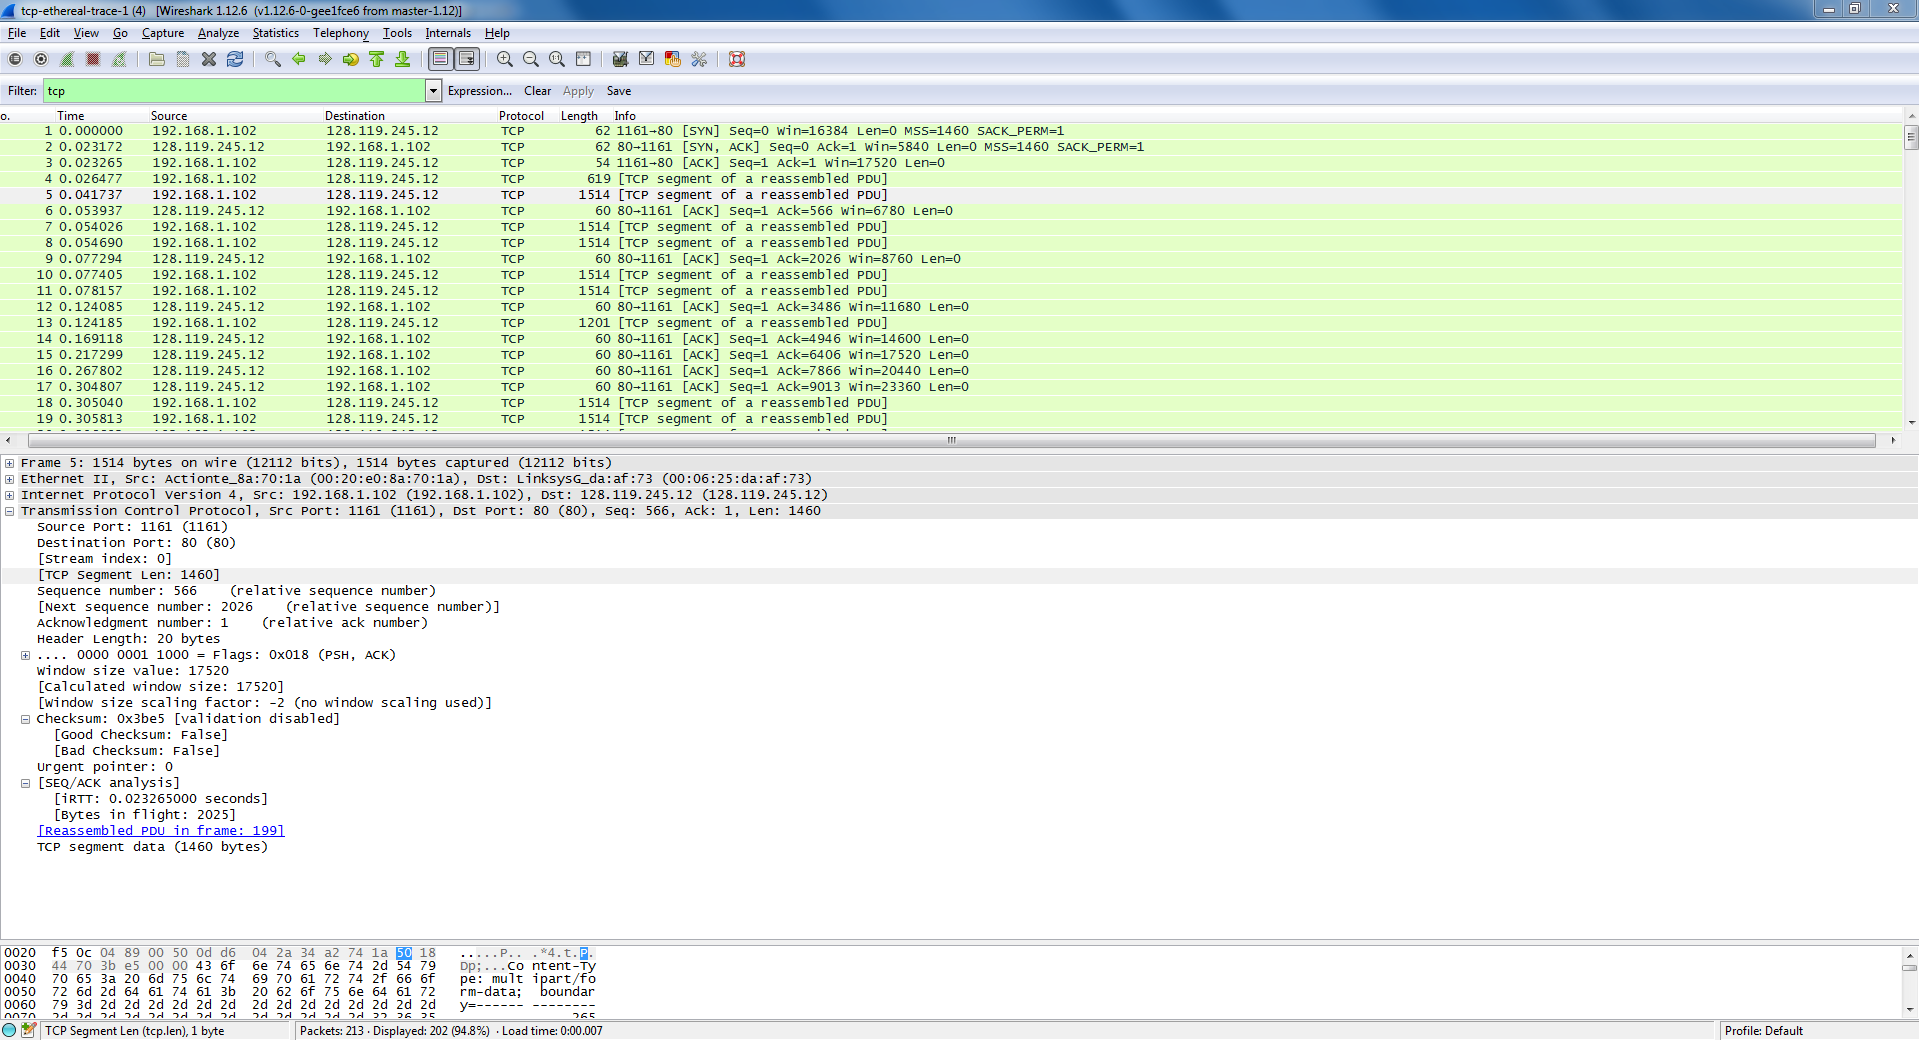 tcp-ethereal-trace-1 (4)   [Wireshark 1.12.6  (v1.12.6-0-gee1fce6 from master-1.12)]
File Edit View Go Capture Analyze Statistics Telephony Tools Internals Help
Filter: tcp Expression... Clear Apply Save
o. Time Source Destination Protocol Length Info
1 0.000000 192.168.1.102 128.119.245.12 TCP 62 1161→80 [SYN] Seq=0 Win=16384 Len=0 MSS=1460 SACK_PERM=1
2 0.023172 128.119.245.12 192.168.1.102 TCP 62 80→1161 [SYN, ACK] Seq=0 Ack=1 Win=5840 Len=0 MSS=1460 SACK_PERM=1
3 0.023265 192.168.1.102 128.119.245.12 TCP 54 1161→80 [ACK] Seq=1 Ack=1 Win=17520 Len=0
4 0.026477 192.168.1.102 128.119.245.12 TCP 619 [TCP segment of a reassembled PDU]
5 0.041737 192.168.1.102 128.119.245.12 TCP 1514 [TCP segment of a reassembled PDU]
6 0.053937 128.119.245.12 192.168.1.102 TCP 60 80→1161 [ACK] Seq=1 Ack=566 Win=6780 Len=0
7 0.054026 192.168.1.102 128.119.245.12 TCP 1514 [TCP segment of a reassembled PDU]
8 0.054690 192.168.1.102 128.119.245.12 TCP 1514 [TCP segment of a reassembled PDU]
9 0.077294 128.119.245.12 192.168.1.102 TCP 60 80→1161 [ACK] Seq=1 Ack=2026 Win=8760 Len=0
10 0.077405 192.168.1.102 128.119.245.12 TCP 1514 [TCP segment of a reassembled PDU]
11 0.078157 192.168.1.102 128.119.245.12 TCP 1514 [TCP segment of a reassembled PDU]
12 0.124085 128.119.245.12 192.168.1.102 TCP 60 80→1161 [ACK] Seq=1 Ack=3486 Win=11680 Len=0
13 0.124185 192.168.1.102 128.119.245.12 TCP 1201 [TCP segment of a reassembled PDU]
14 0.169118 128.119.245.12 192.168.1.102 TCP 60 80→1161 [ACK] Seq=1 Ack=4946 Win=14600 Len=0
15 0.217299 128.119.245.12 192.168.1.102 TCP 60 80→1161 [ACK] Seq=1 Ack=6406 Win=17520 Len=0
16 0.267802 128.119.245.12 192.168.1.102 TCP 60 80→1161 [ACK] Seq=1 Ack=7866 Win=20440 Len=0
17 0.304807 128.119.245.12 192.168.1.102 TCP 60 80→1161 [ACK] Seq=1 Ack=9013 Win=23360 Len=0
18 0.305040 192.168.1.102 128.119.245.12 TCP 1514 [TCP segment of a reassembled PDU]
19 0.305813 192.168.1.102 128.119.245.12 TCP 1514 [TCP segment of a reassembled PDU]
Frame 5: 1514 bytes on wire (12112 bits), 1514 bytes captured (12112 bits)
Ethernet II, Src: Actionte_8a:70:1a (00:20:e0:8a:70:1a), Dst: LinksysG_da:af:73 (00:06:25:da:af:73)
Internet Protocol Version 4, Src: 192.168.1.102 (192.168.1.102), Dst: 128.119.245.12 (128.119.245.12)
Transmission Control Protocol, Src Port: 1161 (1161), Dst Port: 80 (80), Seq: 566, Ack: 1, Len: 1460
Source Port: 1161 (1161)
Destination Port: 80 (80)
[Stream index: 0]
[TCP Segment Len: 1460]
Sequence number: 566    (relative sequence number)
[Next sequence number: 2026    (relative sequence number)]
Acknowledgment number: 1    (relative ack number)
Header Length: 20 bytes
.... 0000 0001 1000 = Flags: 0x018 (PSH, ACK)
Window size value: 17520
[Calculated window size: 17520]
[Window size scaling factor: -2 (no window scaling used)]
Checksum: 0x3be5 [validation disabled]
[Good Checksum: False]
[Bad Checksum: False]
Urgent pointer: 0
[SEQ/ACK analysis]
[iRTT: 0.023265000 seconds]
[Bytes in flight: 2025]
[Reassembled PDU in frame: 199]
TCP segment data (1460 bytes)
0020 f5 0c 04 89 00 50 0d d6 04 2a 34 a2 74 1a 50 18 .....P.. .*4.t.P.
0030 44 70 3b e5 00 00 43 6f 6e 74 65 6e 74 2d 54 79 Dp;...Co ntent-Ty
0040 70 65 3a 20 6d 75 6c 74 69 70 61 72 74 2f 66 6f pe: mult ipart/fo
0050 72 6d 2d 64 61 74 61 3b 20 62 6f 75 6e 64 61 72 rm-data;  boundar
0060 79 3d 2d 2d 2d 2d 2d 2d 2d 2d 2d 2d 2d 2d 2d 2d y=------ --------
TCP Segment Len (tcp.len), 1 byte Packets: 213 · Displayed: 202 (94.8%) · Load time: 0:00.007 Profile: Default